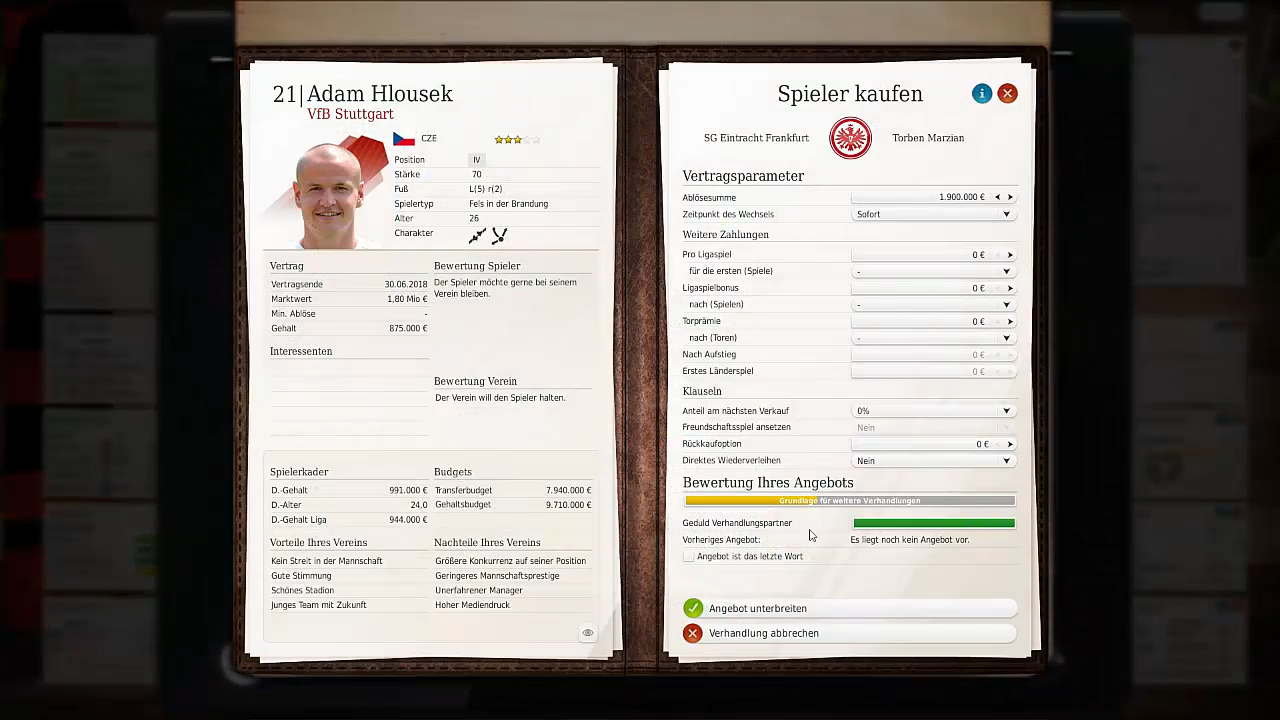 21| Adam Hlousek
VfB Stuttgart
CZE
Position IV
Stärke 70
Fuß L(5) r(2)
Spielertyp Fels in der Brandung
Alter 26
Charakter
Vertrag
Vertragsende 30.06.2018
Marktwert 1,80 Mio €
Min. Ablöse -
Gehalt 875.000 €
Interessenten
Bewertung Spieler
Der Spieler möchte gerne bei seinem
Verein bleiben.
Bewertung Verein
Der Verein will den Spieler halten.
Spielerkader
D.-Gehalt 991.000 €
D.-Alter 24,0
D.-Gehalt Liga 944.000 €
Budgets
Transferbudget 7.940.000 €
Gehaltsbudget 9.710.000 €
Vorteile Ihres Vereins
Kein Streit in der Mannschaft
Gute Stimmung
Schönes Stadion
Junges Team mit Zukunft
Nachteile Ihres Vereins
Größere Konkurrenz auf seiner Position
Geringeres Mannschaftsprestige
Unerfahrener Manager
Hoher Mediendruck
Spieler kaufen
SG Eintracht Frankfurt Torben Marzian
Vertragsparameter
Ablösesumme 1.900.000 €
Zeitpunkt des Wechsels Sofort
Weitere Zahlungen
Pro Ligaspiel 0 €
für die ersten (Spiele) -
Ligaspielbonus 0 €
nach (Spielen) -
Torprämie 0 €
nach (Toren) -
Nach Aufstieg 0 €
Erstes Länderspiel 0 €
Klauseln
Anteil am nächsten Verkauf 0%
Freundschaftsspiel ansetzen Nein
Rückkaufoption 0 €
Direktes Wiederverleihen Nein
Bewertung Ihres Angebots
Grundlage für weitere Verhandlungen
Geduld Verhandlungspartner
Vorheriges Angebot: Es liegt noch kein Angebot vor.
Angebot ist das letzte Wort
Angebot unterbreiten
Verhandlung abbrechen